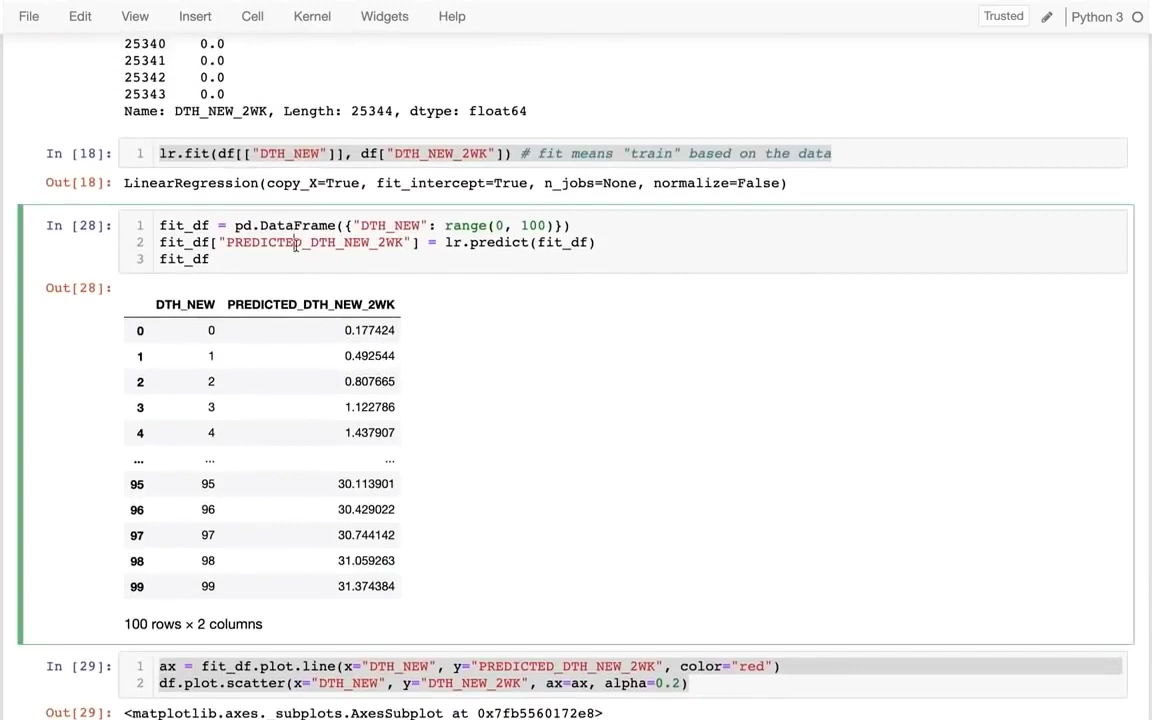 File Edit View Insert Cell Kernel Widgets Help Trusted Python 3
25340 0.0
25341 0.0
25342 0.0
25343 0.0
Name: DTH_NEW_2WK, Length: 25344, dtype: float64
In [18]: 1 lr.fit(df[["DTH_NEW"]], df["DTH_NEW_2WK"]) # fit means "train" based on the data
Out[18]: LinearRegression(copy_X=True, fit_intercept=True, n_jobs=None, normalize=False)
In [28]: 1 fit_df = pd.DataFrame({"DTH_NEW": range(0, 100)})
2 fit_df["PREDICTED_DTH_NEW_2WK"] = lr.predict(fit_df)
3 fit_df
Out[28]:
DTH_NEW PREDICTED_DTH_NEW_2WK
0 0 0.177424
1 1 0.492544
2 2 0.807665
3 3 1.122786
4 4 1.437907
... ... ...
95 95 30.113901
96 96 30.429022
97 97 30.744142
98 98 31.059263
99 99 31.374384
100 rows × 2 columns
In [29]: 1 ax = fit_df.plot.line(x="DTH_NEW", y="PREDICTED_DTH_NEW_2WK", color="red")
2 df.plot.scatter(x="DTH_NEW", y="DTH_NEW_2WK", ax=ax, alpha=0.2)
Out[29]: <matplotlib.axes._subplots.AxesSubplot at 0x7fb5560172e8>